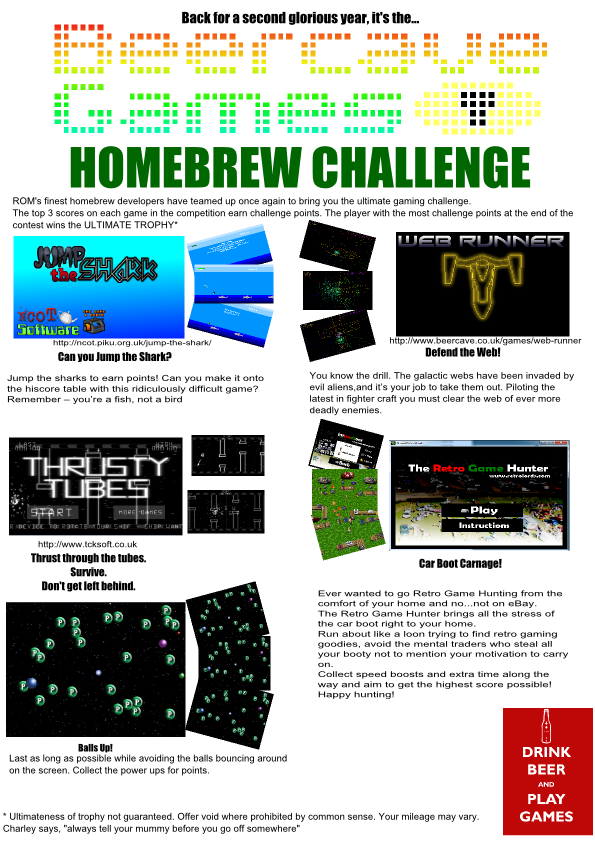 Back for a second glorious year, it's the...
Beercave
Games
HOMEBREW CHALLENGE
ROM's finest homebrew developers have teamed up once again to bring you the ultimate gaming challenge.
The top 3 scores on each game in the competition earn challenge points. The player with the most challenge points at the end of the
contest wins the ULTIMATE TROPHY*
JUMP
the SHARK
NCOT
Software
http://ncot.piku.org.uk/jump-the-shark/
Can you Jump the Shark?
Jump the sharks to earn points! Can you make it onto
the hiscore table with this ridiculously difficult game?
Remember – you're a fish, not a bird
WEB RUNNER
http://www.beercave.co.uk/games/web-runner
Defend the Web!
You know the drill. The galactic webs have been invaded by
evil aliens,and it's your job to take them out. Piloting the
latest in fighter craft you must clear the web of ever more
deadly enemies.
THRUSTY
TUBES
START
MORE GAMES
http://www.tcksoft.co.uk
Thrust through the tubes.
Survive.
Don't get left behind.
The Retro Game Hunter
www.retrolords.com
Play
Instructions
Car Boot Carnage!
Ever wanted to go Retro Game Hunting from the
comfort of your home and no...not on eBay.
The Retro Game Hunter brings all the stress of
the car boot right to your home.
Run about like a loon trying to find retro gaming
goodies, avoid the mental traders who steal all
your booty not to mention your motivation to carry
on.
Collect speed boosts and extra time along the
way and aim to get the highest score possible!
Happy hunting!
Balls Up!
Last as long as possible while avoiding the balls bouncing around
on the screen. Collect the power ups for points.
DRINK
BEER
AND
PLAY
GAMES
* Ultimateness of trophy not guaranteed. Offer void where prohibited by common sense. Your mileage may vary.
Charley says, "always tell your mummy before you go off somewhere"